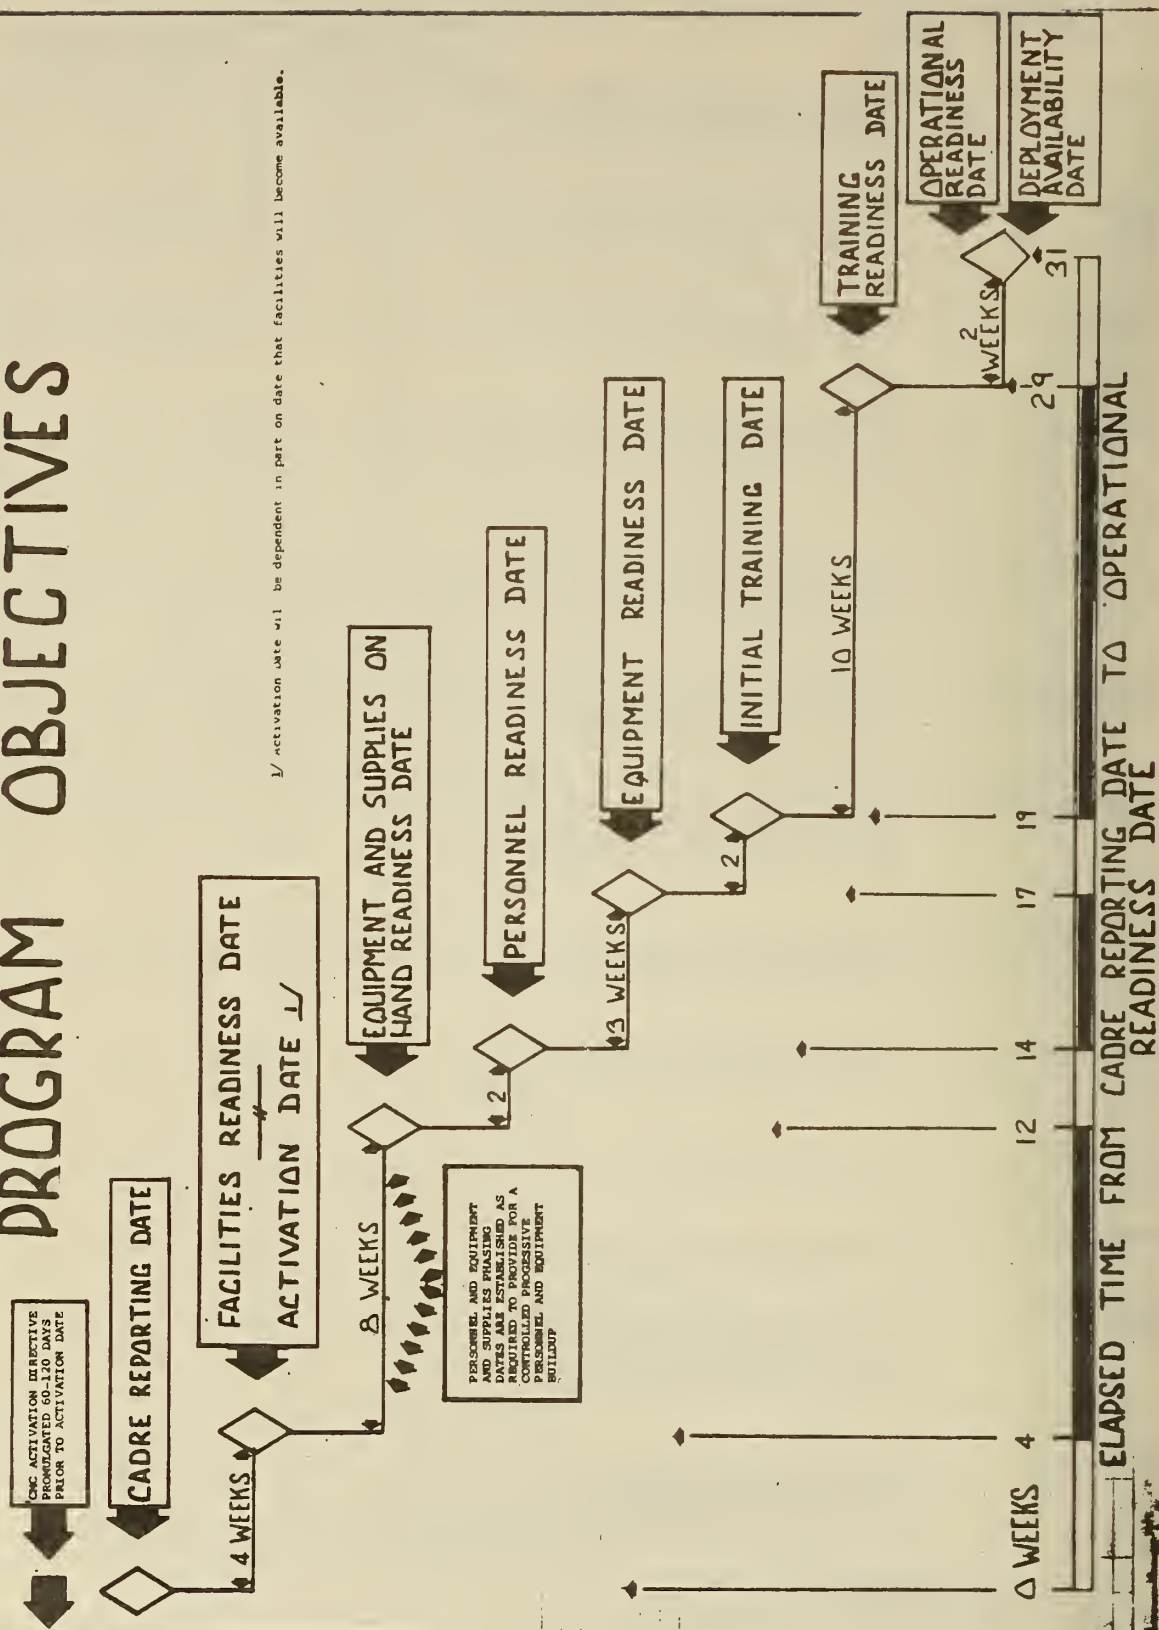 PROGRAM OBJECTIVES
CMC ACTIVATION DIRECTIVE
PROMULGATED 60-120 DAYS
PRIOR TO ACTIVATION DATE
CADRE REPORTING DATE
4 WEEKS
FACILITIES READINESS DATE
"
ACTIVATION DATE 1/
1/ Activation Date wil be dependent in part on date that facilities will become available.
8 WEEKS
EQUIPMENT AND SUPPLIES ON
HAND READINESS DATE
PERSONNEL AND EQUIPMENT
AND SUPPLIES PHASING
DATES ARE ESTABLISHED AS
REQUIRED TO PROVIDE FOR A
CONTROLLED PROGESSIVE
PERSONNEL AND EQUIPMENT
BUILDUP
2
PERSONNEL READINESS DATE
3 WEEKS
EQUIPMENT READINESS DATE
2
INITIAL TRAINING DATE
10 WEEKS
TRAINING
READINESS DATE
2
WEEKS
OPERATIONAL
READINESS
DATE
DEPLOYMENT
AVAILABILITY
DATE
0 WEEKS 4 12 14 17 19 29 31
ELAPSED TIME FROM CADRE REPORTING DATE TO OPERATIONAL
READINESS DATE